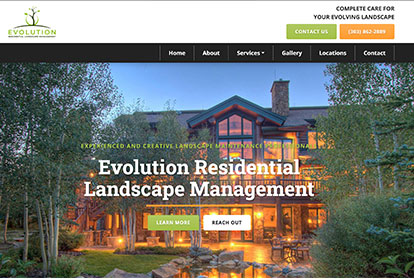 COMPLETE CARE FOR
YOUR EVOLVING LANDSCAPE
EVOLUTION
RESIDENTIAL LANDSCAPE MANAGEMENT
CONTACT US
(363) 862-2889
Home
About
Services
Gallery
Locations
Contact
EXPERIENCED AND CREATIVE LANDSCAPE MAINTENANCE PROFESSIONALS
Evolution Residential
Landscape Management
LEARN MORE
REACH OUT